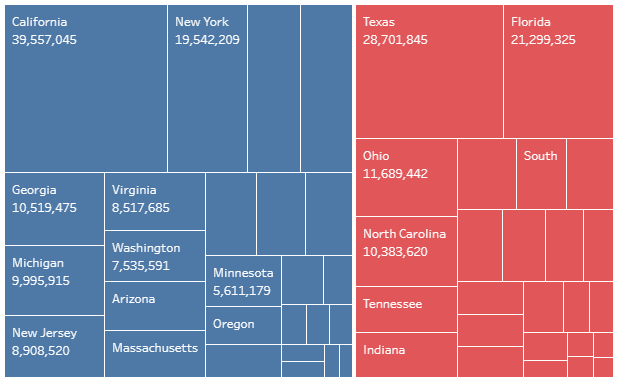 California
39,557,045
New York
19,542,209
Georgia
10,519,475
Virginia
8,517,685
Michigan
9,995,915
Washington
7,535,591
Minnesota
5,611,179
Arizona
New Jersey
8,908,520
Oregon
Massachusetts
Texas
28,701,845
Florida
21,299,325
Ohio
11,689,442
South
North Carolina
10,383,620
Tennessee
Indiana